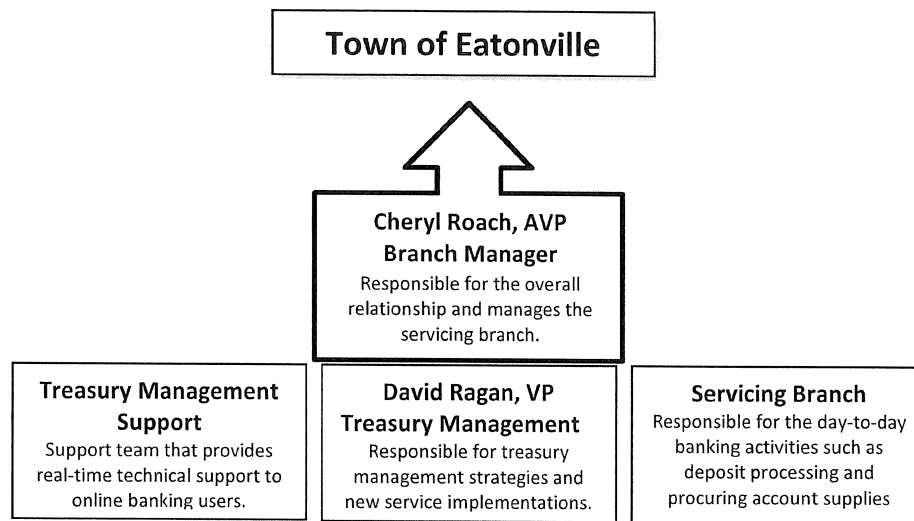 Town of Eatonville
Cheryl Roach, AVP
Branch Manager
Responsible for the overall
relationship and manages the
servicing branch.
Treasury Management
Support
Support team that provides
real-time technical support to
online banking users.
David Ragan, VP
Treasury Management
Responsible for treasury
management strategies and
new service implementations.
Servicing Branch
Responsible for the day-to-day
banking activities such as
deposit processing and
procuring account supplies